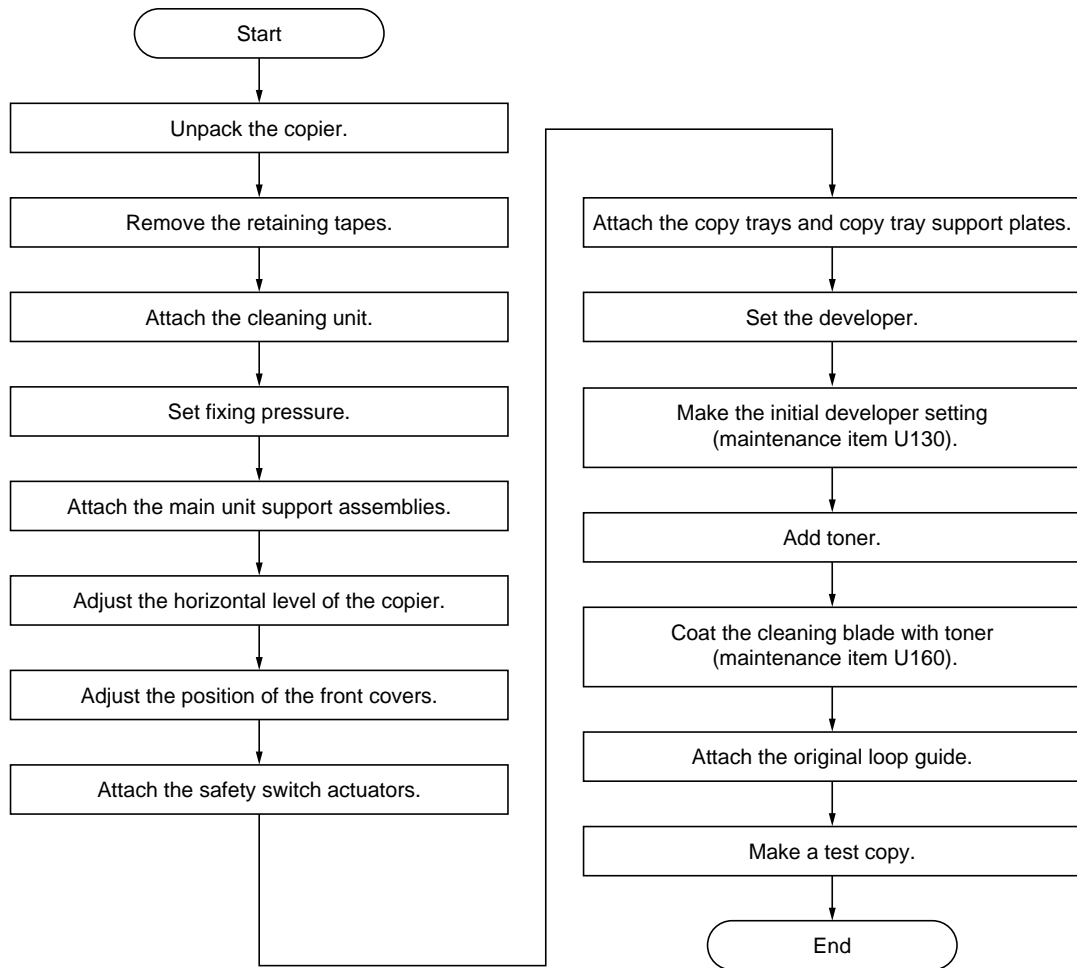 Start
Unpack the copier.
Remove the retaining tapes.
Attach the cleaning unit.
Set fixing pressure.
Attach the main unit support assemblies.
Adjust the horizontal level of the copier.
Adjust the position of the front covers.
Attach the safety switch actuators.
Attach the copy trays and copy tray support plates.
Set the developer.
Make the initial developer setting
(maintenance item U130).
Add toner.
Coat the cleaning blade with toner
(maintenance item U160).
Attach the original loop guide.
Make a test copy.
End